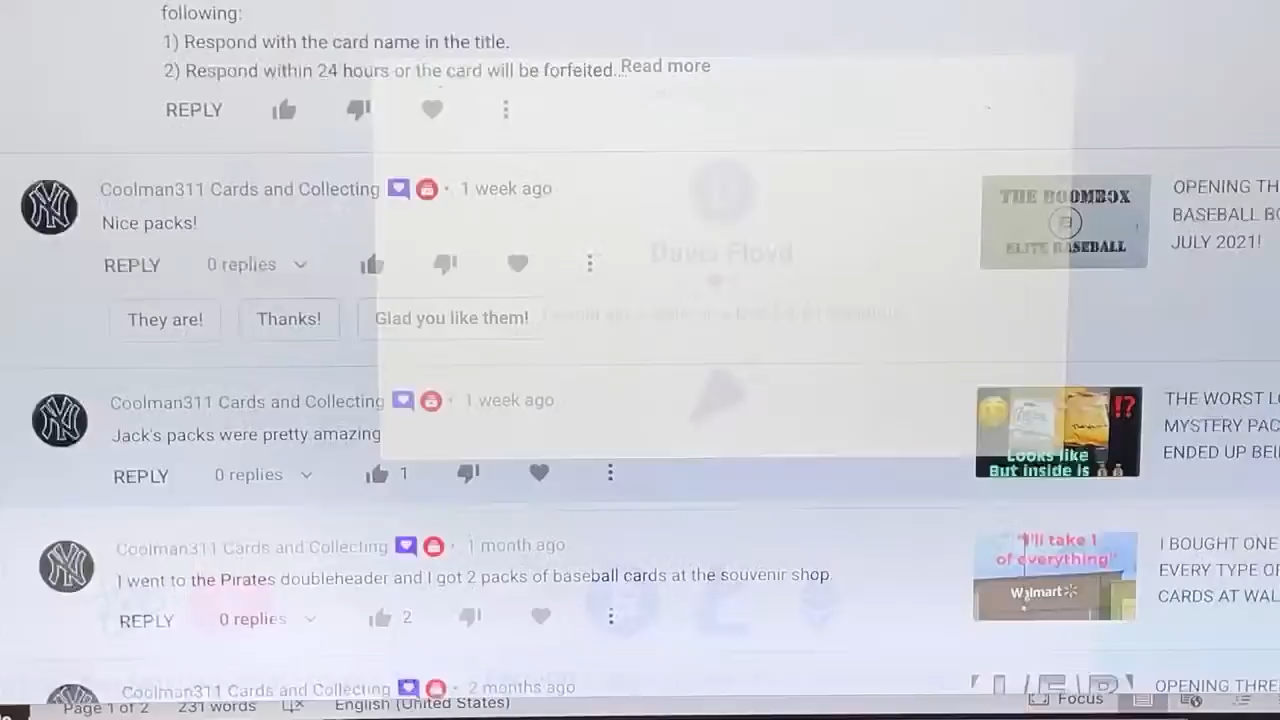 following:
1) Respond with the card name in the title.
2) Respond within 24 hours or the card will be forfeited...Read more
REPLY
Coolman311 Cards and Collecting · 1 week ago
Nice packs!
REPLY 0 replies
They are! Thanks! Glad you like them!
THE BOOMBOX
ELITE BASEBALL
OPENING TH
BASEBALL BO
JULY 2021!
David Floyd
Coolman311 Cards and Collecting · 1 week ago
Jack's packs were pretty amazing
REPLY 0 replies 1
!?
Looks like
But inside is
THE WORST LO
MYSTERY PAC
ENDED UP BEI
Coolman311 Cards and Collecting · 1 month ago
I went to the Pirates doubleheader and I got 2 packs of baseball cards at the souvenir shop.
REPLY 0 replies 2
"I'll take 1
of everything"
Walmart
I BOUGHT ONE
EVERY TYPE OF
CARDS AT WAL
Coolman311 Cards and Collecting · 2 months ago
OPENING THRE
Page 1 of 2 231 words English (United States) Focus